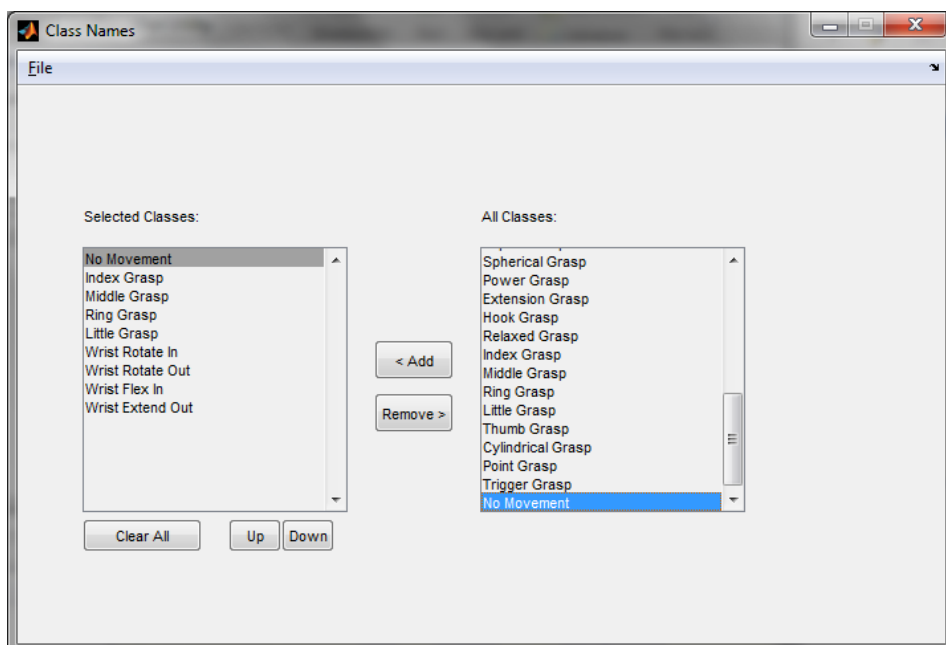 Class Names
File
Selected Classes:
No Movement
Index Grasp
Middle Grasp
Ring Grasp
Little Grasp
Wrist Rotate In
Wrist Rotate Out
Wrist Flex In
Wrist Extend Out
Clear All
Up
Down
< Add
Remove >
All Classes:
Spherical Grasp
Power Grasp
Extension Grasp
Hook Grasp
Relaxed Grasp
Index Grasp
Middle Grasp
Ring Grasp
Little Grasp
Thumb Grasp
Cylindrical Grasp
Point Grasp
Trigger Grasp
No Movement